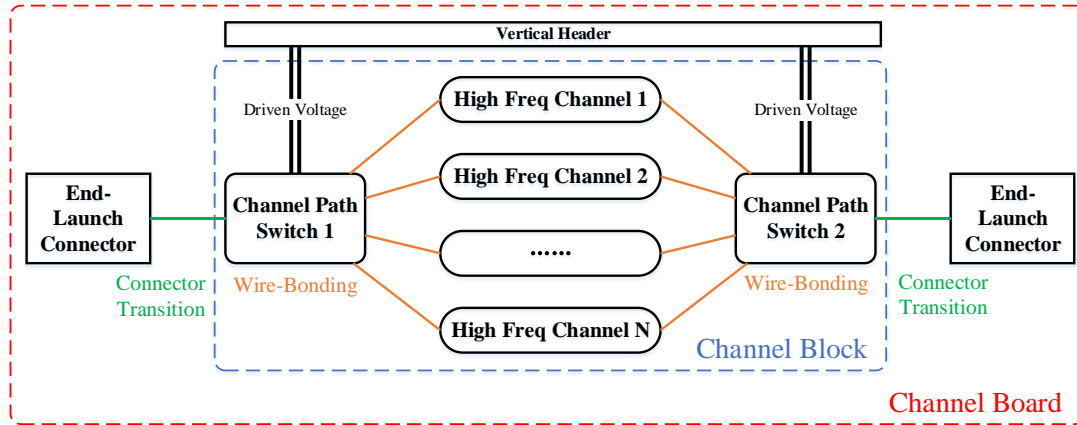 Vertical Header
Driven Voltage
Driven Voltage
High Freq Channel 1
High Freq Channel 2
......
High Freq Channel N
End-
Launch
Connector
Channel Path
Switch 1
Channel Path
Switch 2
End-
Launch
Connector
Connector
Transition
Wire-Bonding
Wire-Bonding
Connector
Transition
Channel Block
Channel Board